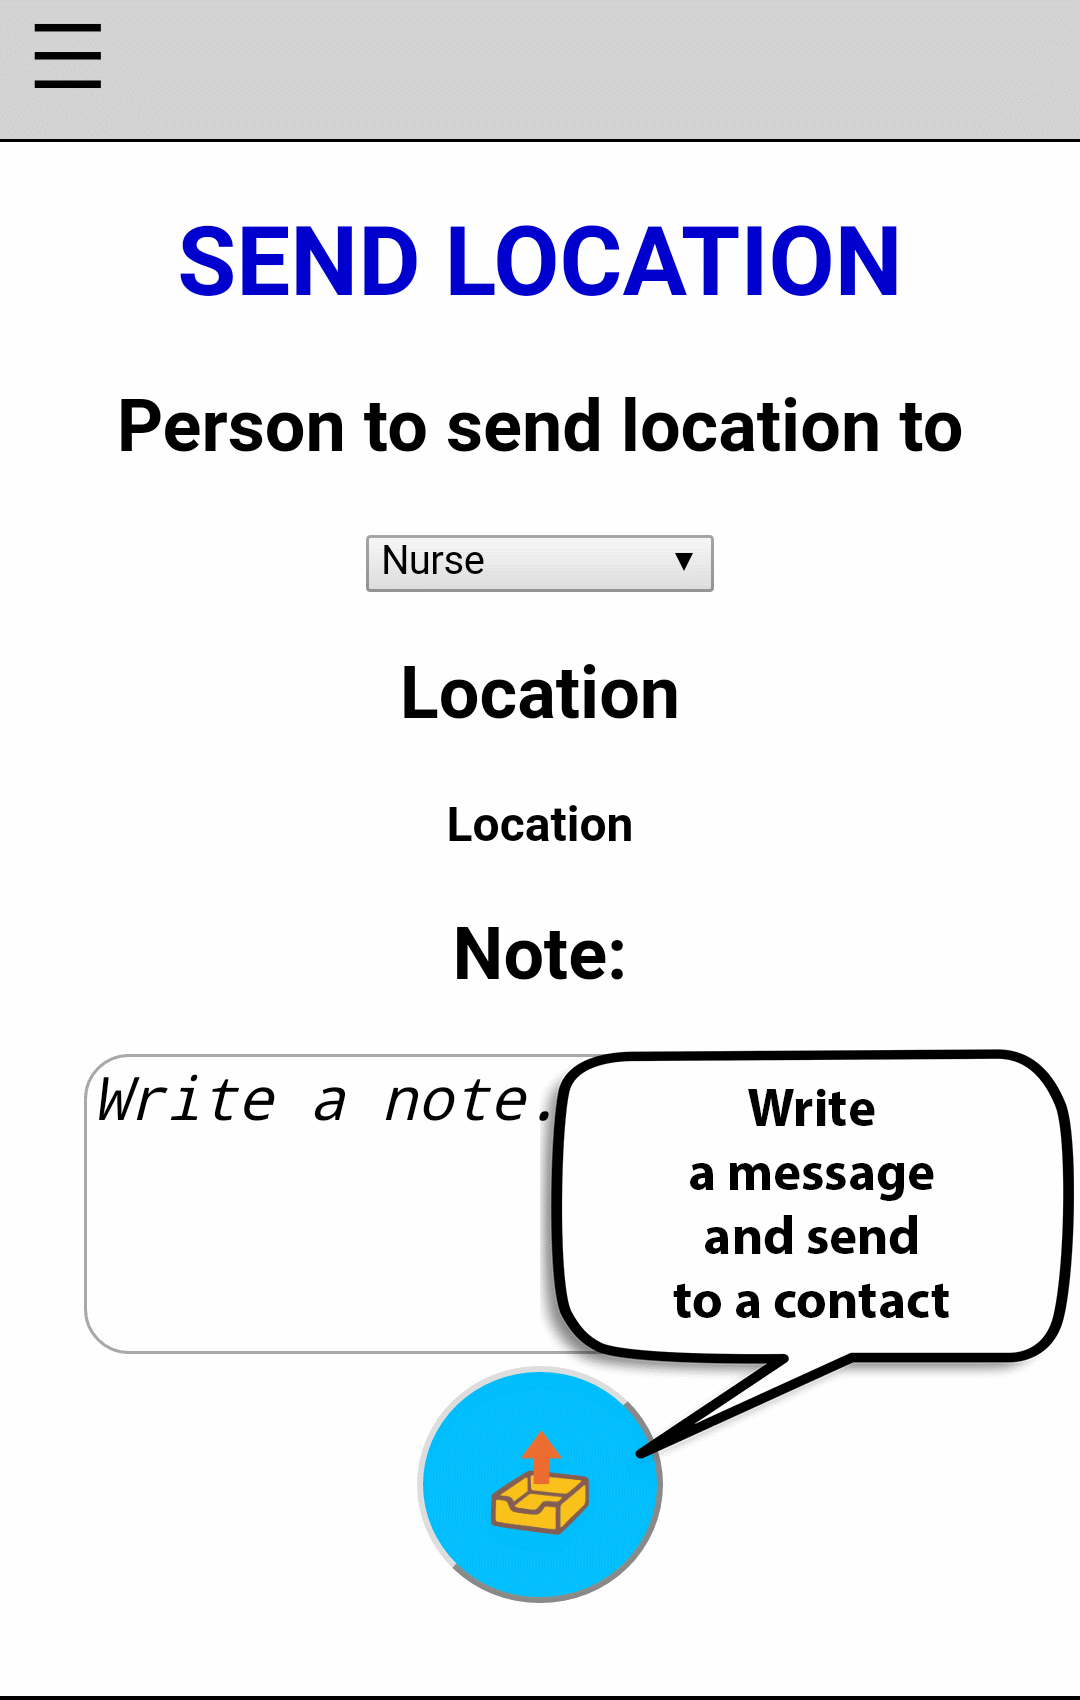 SEND LOCATION
Person to send location to
Nurse
Location
Location
Note:
Write a note.
Write
a message
and send
to a contact